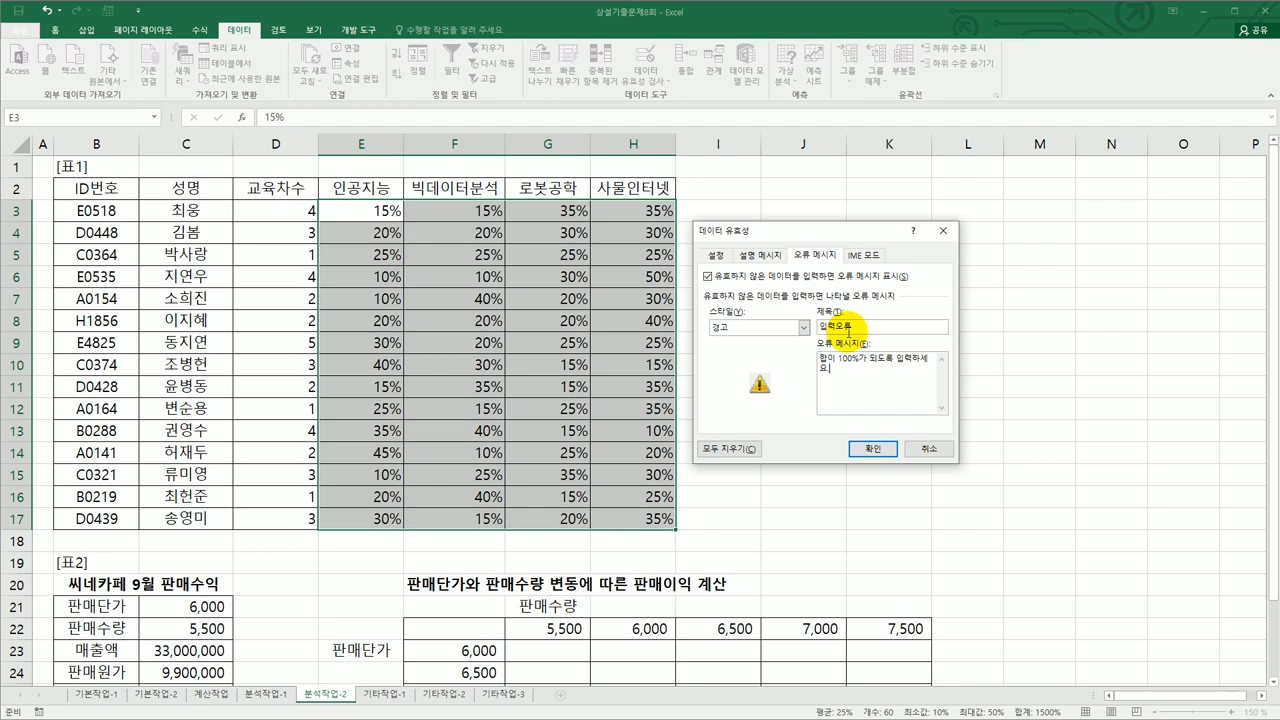 상설기출문제8회 - Excel
홈 삽입 페이지 레이아웃 수식 데이터 검토 보기 개발 도구 수행할 작업을 알려 주세요. 공유
Access 웹 텍스트 기타 원본에서 기존 연결 새 쿼리 쿼리 표시 테이블에서 최근에 사용한 원본 모두 새로 고침 연결 속성 연결 편집 정렬 필터 지우기 다시 적용 고급 텍스트 나누기 빠른 채우기 중복된 항목 제거 데이터 유효성 검사 통합 관계 데이터 모델 관리 가상 분석 예측 시트 그룹 그룹 해제 부분합 하위 수준 표시 하위 수준 숨기기
외부 데이터 가져오기 가져오기 및 변환 연결 정렬 및 필터 데이터 도구 예측 윤곽선
E3 fx 15%
A B C D E F G H I J K L M N O P
1 [표1]
2 ID번호 성명 교육차수 인공지능 빅데이터분석 로봇공학 사물인터넷
3 E0518 최웅 4 15% 15% 35% 35%
4 D0448 김봄 3 20% 20% 30% 30%
5 C0364 박사랑 1 25% 25% 25% 25%
6 E0535 지연우 4 10% 10% 30% 50%
7 A0154 소희진 2 10% 40% 20% 30%
8 H1856 이지혜 2 20% 20% 20% 40%
9 E4825 동지연 5 30% 20% 25% 25%
10 C0374 조병헌 3 40% 30% 15% 15%
11 D0428 윤병동 2 15% 35% 15% 35%
12 A0164 변순용 1 25% 15% 25% 35%
13 B0288 권영수 4 35% 40% 15% 10%
14 A0141 허재두 2 45% 10% 25% 20%
15 C0321 류미영 3 10% 25% 35% 30%
16 B0219 최헌준 1 20% 40% 15% 25%
17 D0439 송영미 3 30% 15% 20% 35%
18
19 [표2]
20 씨네카페 9월 판매수익 판매단가와 판매수량 변동에 따른 판매이익 계산
21 판매단가 6,000 판매수량
22 판매수량 5,500 5,500 6,000 6,500 7,000 7,500
23 매출액 33,000,000 판매단가 6,000
24 판매원가 9,900,000 6,500
데이터 유효성 ?
설정 설명 메시지 오류 메시지 IME 모드
유효하지 않은 데이터를 입력하면 오류 메시지 표시(S)
유효하지 않은 데이터를 입력하면 나타낼 오류 메시지
스타일(Y): 제목(T):
경고 입력오류
오류 메시지(E):
합이 100%가 되도록 입력하세
요
모두 지우기(C) 확인 취소
기본작업-1 기본작업-2 계산작업 분석작업-1 분석작업-2 기타작업-1 기타작업-2 기타작업-3
준비 평균: 25% 개수: 60 최소값: 10% 최대값: 50% 합계: 1500% 150 %